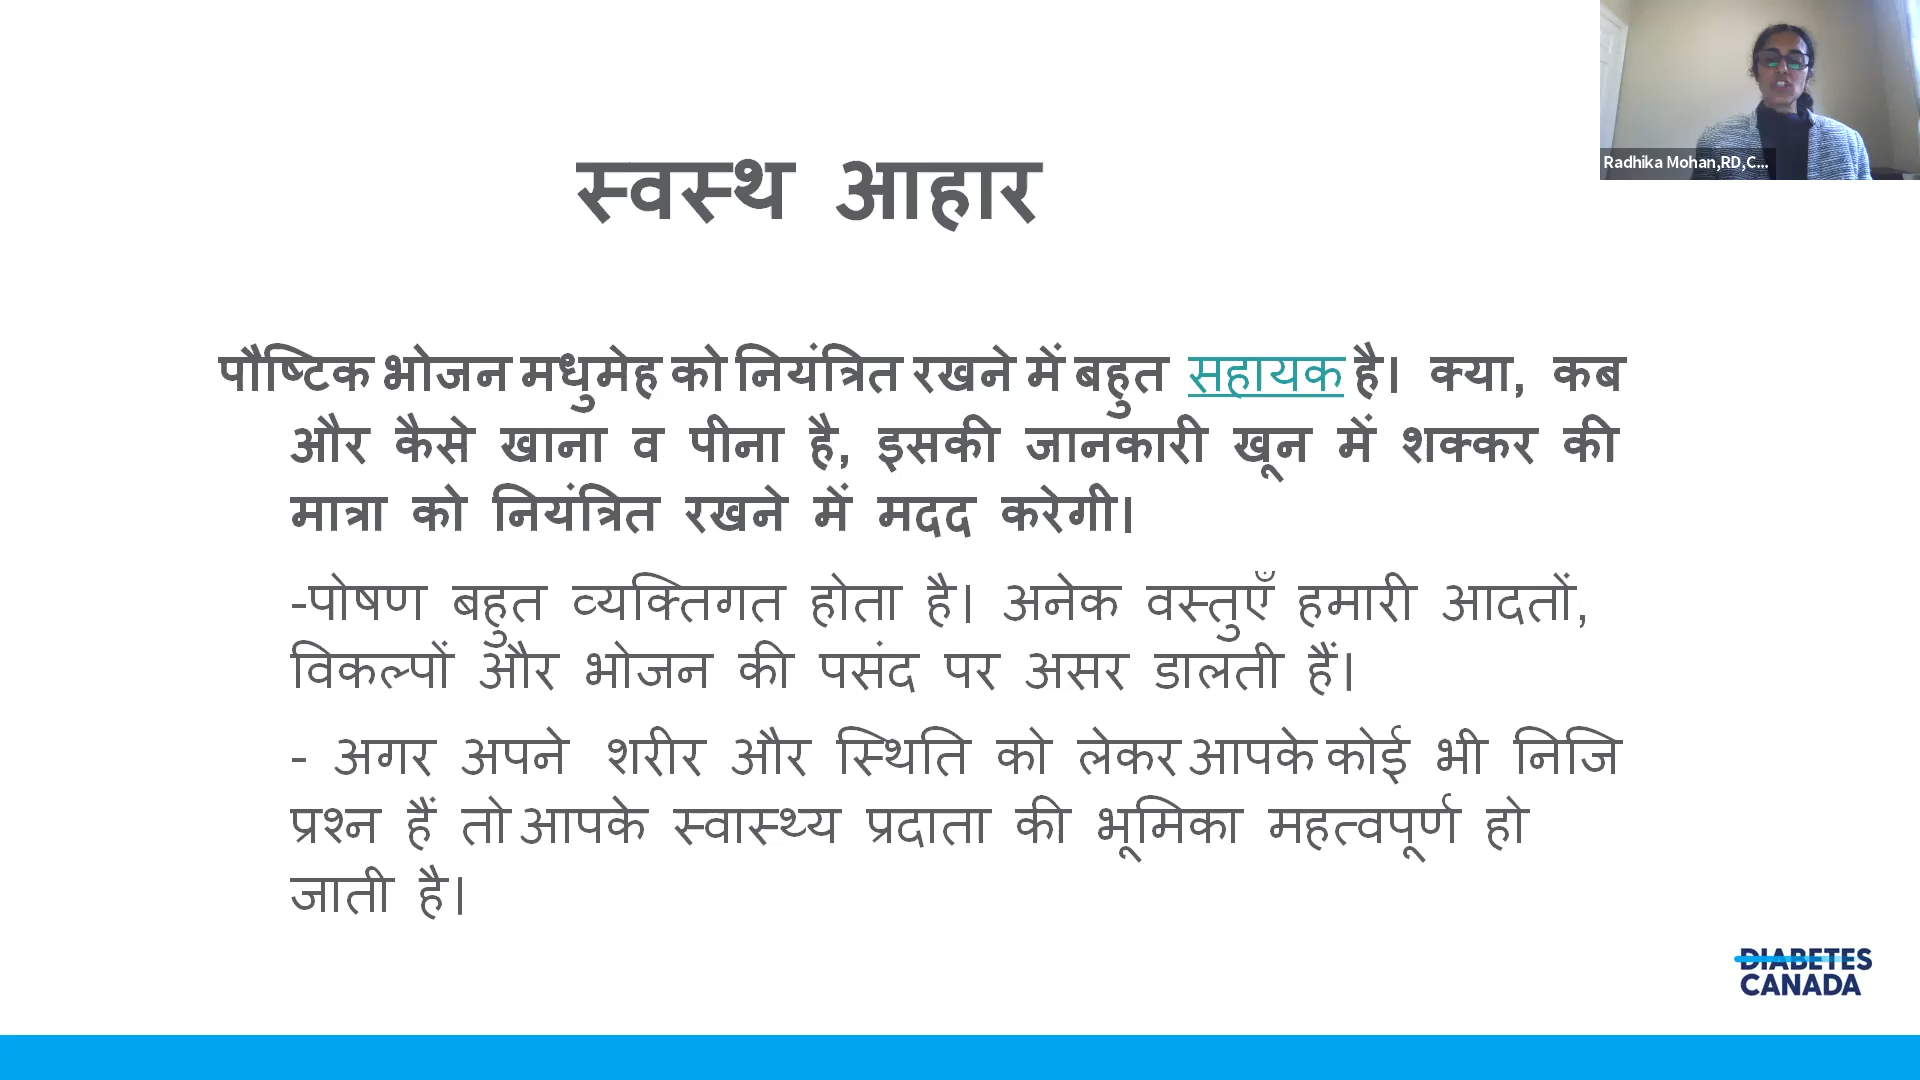 Radhika Mohan,RD,C...
स्वस्थ आहार
पौष्टिक भोजन मधुमेह को नियंत्रित रखने में बहुत सहायक है। क्या, कब
और कैसे खाना व पीना है, इसकी जानकारी खून में शक्कर की
मात्रा को नियंत्रित रखने में मदद करेगी।
-पोषण बहुत व्यक्तिगत होता है। अनेक वस्तुएँ हमारी आदतों,
विकल्पों और भोजन की पसंद पर असर डालती हैं।
- अगर अपने शरीर और स्थिति को लेकर आपके कोई भी निजि
प्रश्न हैं तो आपके स्वास्थ्य प्रदाता की भूमिका महत्वपूर्ण हो
जाती है।
DIABETES
CANADA